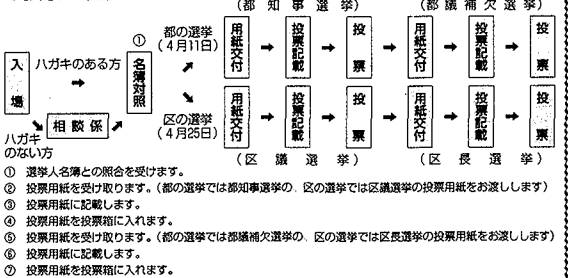 (都知事選挙) (都議補欠選挙)
①
都の選挙
(4月11日)
用紙交付 → 投票記載 → 投票 → 用紙交付 → 投票記載 → 投票
入場
ハガキのある方
名簿対照
相談係
区の選挙
(4月25日)
用紙交付 → 投票記載 → 投票 → 用紙交付 → 投票記載 → 投票
ハガキ
のない方
(区議選挙) (区長選挙)
① 選挙人名簿との照合を受けます。
② 投票用紙を受け取ります。(都の選挙では都知事選挙の、区の選挙では区議選挙の投票用紙をお渡しします)
③ 投票用紙に記載します。
④ 投票用紙を投票箱に入れます。
⑤ 投票用紙を受け取ります。(都の選挙では都議補欠選挙の、区の選挙では区長選挙の投票用紙をお渡しします)
⑥ 投票用紙に記載します。
⑦ 投票用紙を投票箱に入れます。